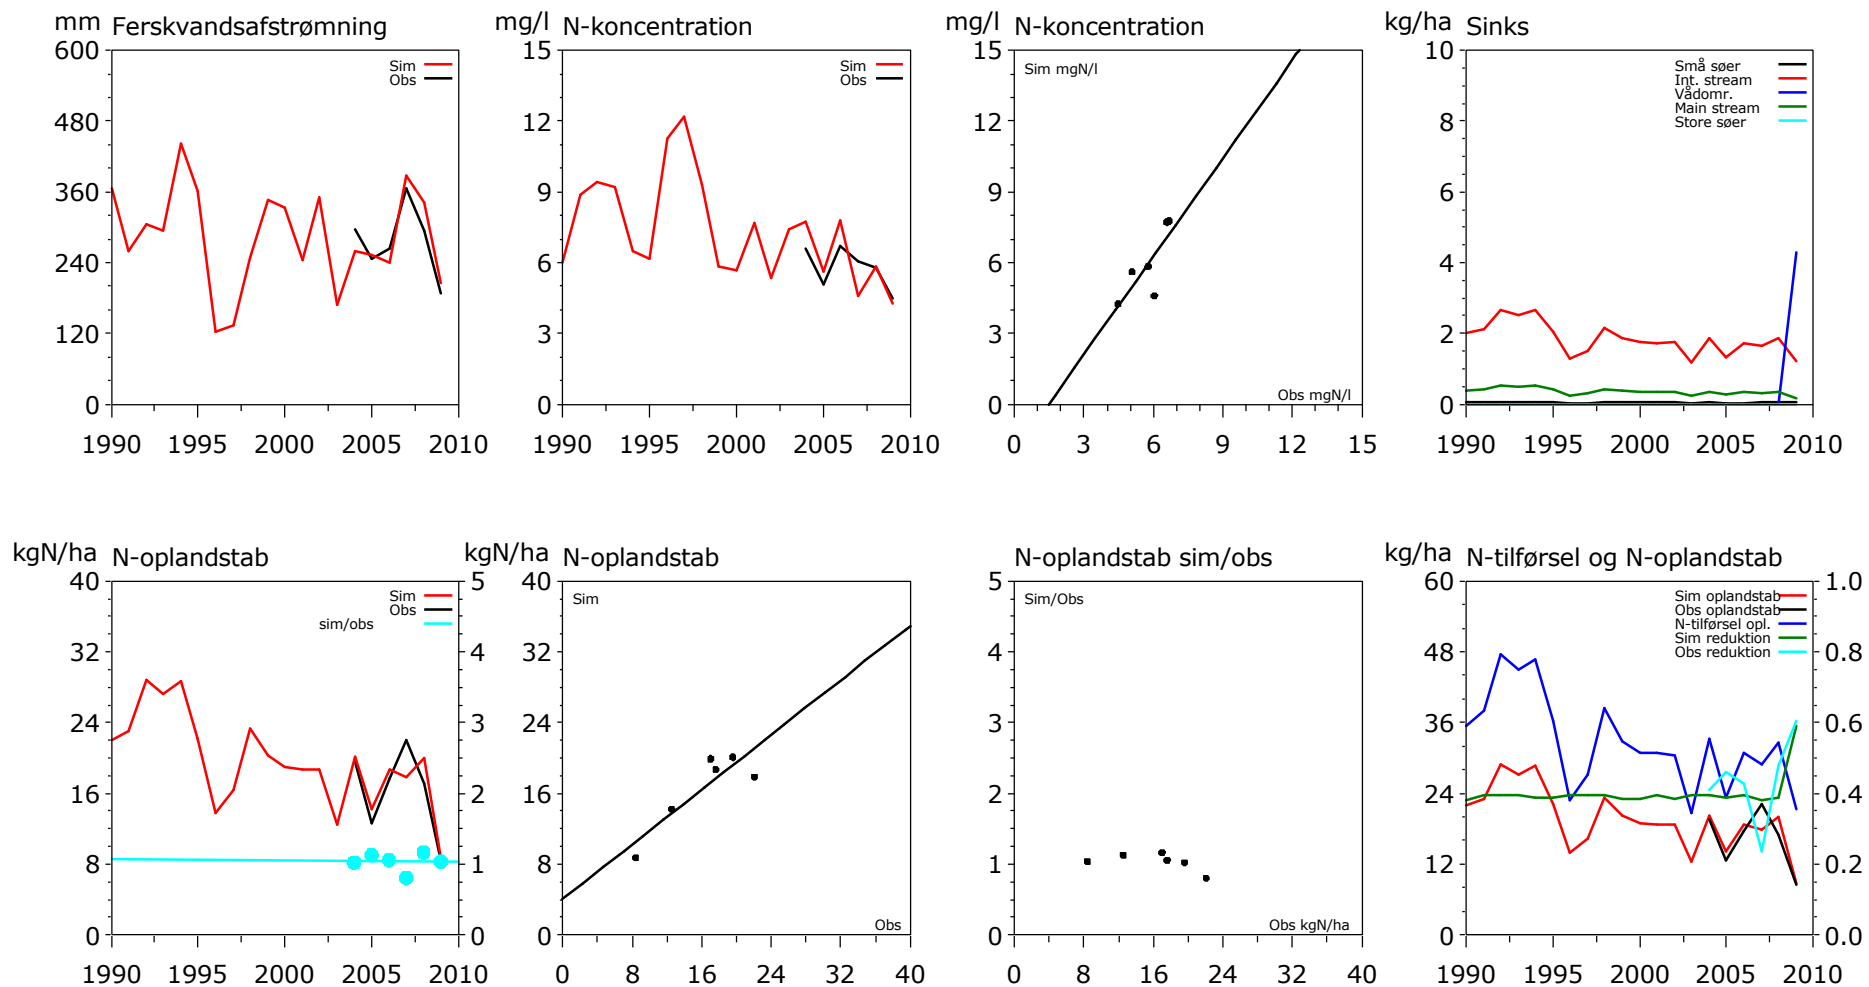 mm Ferskvandsafstrømning
600
480
360
240
120
0
1990 1995 2000 2005 2010
Sim
Obs
mg/l N-koncentration
15
12
9
6
3
0
1990 1995 2000 2005 2010
Sim
Obs
mg/l N-koncentration
15
12
9
6
3
0
0 3 6 9 12 15
Sim mgN/l
Obs mgN/l
kg/ha Sinks
10
8
6
4
2
0
1990 1995 2000 2005 2010
Små søer
Int. stream
Vådomr.
Main stream
Store søer
kgN/ha N-oplandstab
40
32
24
16
8
0
5
4
3
2
1
0
1990 1995 2000 2005 2010
Sim
Obs
sim/obs
kgN/ha N-oplandstab
40
32
24
16
8
0
0 8 16 24 32 40
Sim
Obs
N-oplandstab sim/obs
5
4
3
2
1
0
0 8 16 24 32 40
Sim/Obs
Obs kgN/ha
kg/ha N-tilførsel og N-oplandstab
60
48
36
24
12
0
1.0
0.8
0.6
0.4
0.2
0.0
1990 1995 2000 2005 2010
Sim oplandstab
Obs oplandstab
N-tilførsel opl.
Sim reduktion
Obs reduktion